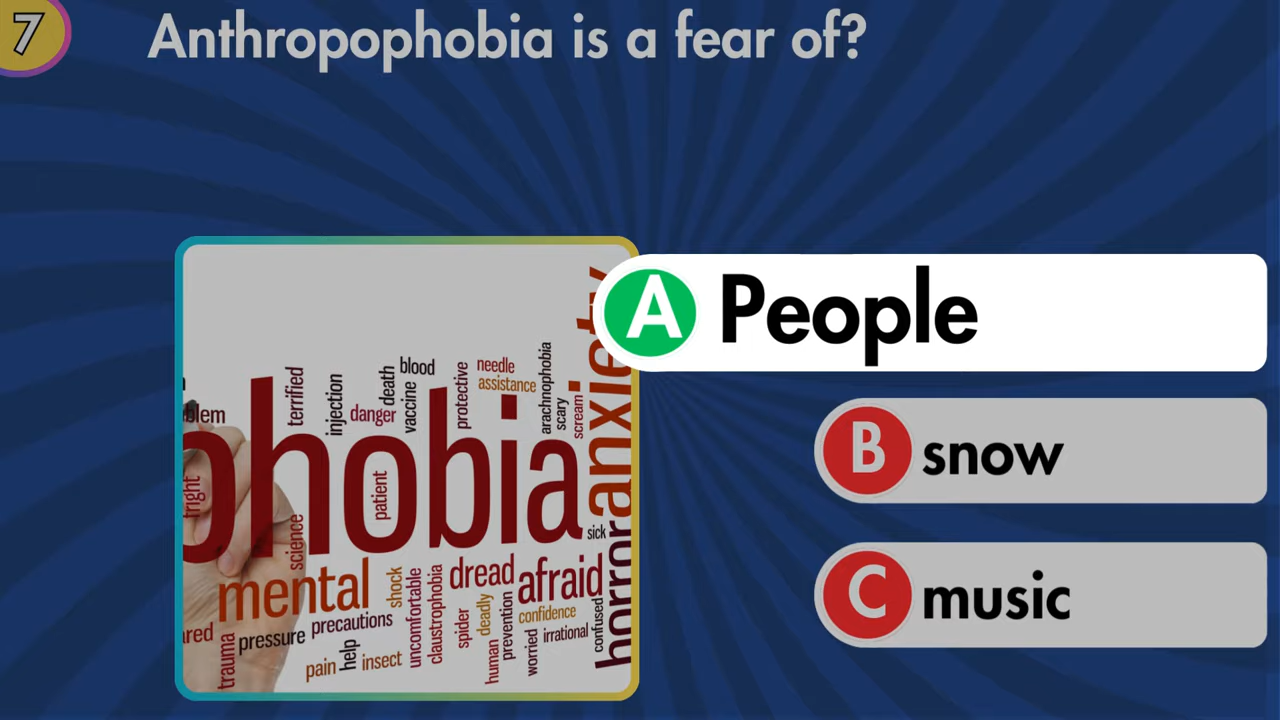 7
Anthropophobia is a fear of?
A People
B snow
C music
phobia
anxiety
horror
mental
dread
afraid
terrified
injection
danger
death
blood
vaccine
protective
needle
assistance
arachnophobia
scary
scream
blem
fright
patient
science
sick
shock
uncomfortable
claustrophobia
spider
deadly
prevention
confidence
human
worried
irrational
confused
ared
trauma
pressure
precautions
pain
help
insect